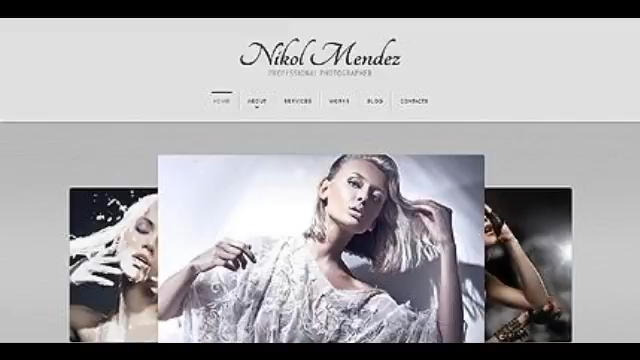 Nikol Mendez
PROFESSIONAL PHOTOGRAPHER
HOME ABOUT SERVICES WORKS BLOG CONTACTS